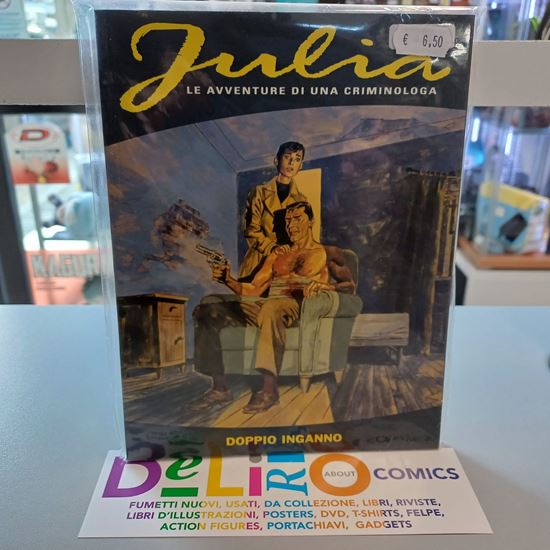 Julia
€ 6,50
LE AVVENTURE DI UNA CRIMINOLOGA
DOPPIO INGANNO
DeLiRiO ABOUT COMICS
FUMETTI NUOVI, USATI, DA COLLEZIONE, LIBRI, RIVISTE,
LIBRI D'ILLUSTRAZIONI, POSTERS, DVD, T-SHIRTS, FELPE,
ACTION FIGURES, PORTACHIAVI, GADGETS